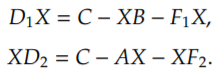 D₁X = C − XB − F₁X,
XD₂ = C − AX − XF₂.